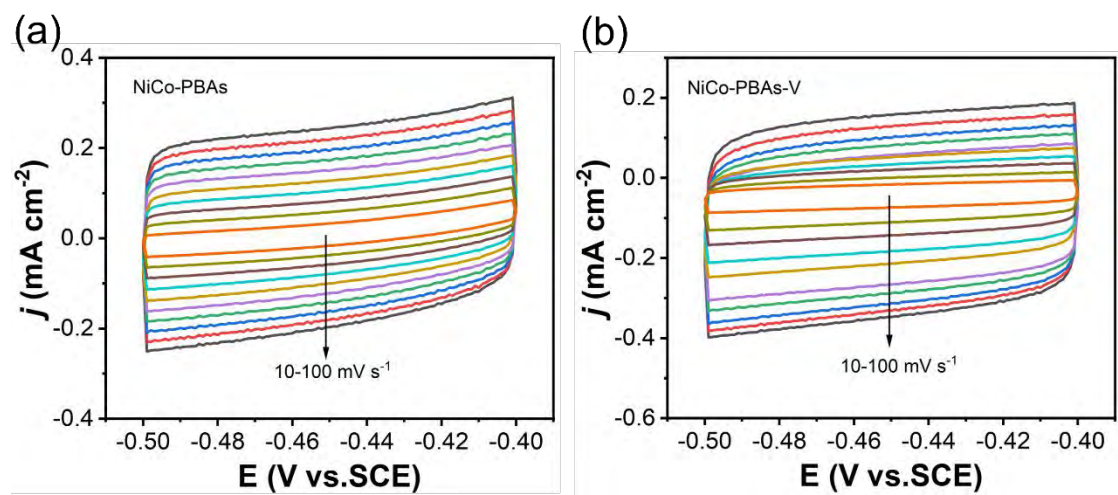 (a)
NiCo-PBAs
0.4
0.2
0.0
-0.2
-0.4
j (mA cm⁻²)
10-100 mV s⁻¹
-0.50 -0.48 -0.46 -0.44 -0.42 -0.40
E (V vs.SCE)
(b)
NiCo-PBAs-V
0.2
0.0
-0.2
-0.4
-0.6
j (mA cm⁻²)
10-100 mV s⁻¹
-0.50 -0.48 -0.46 -0.44 -0.42 -0.40
E (V vs.SCE)